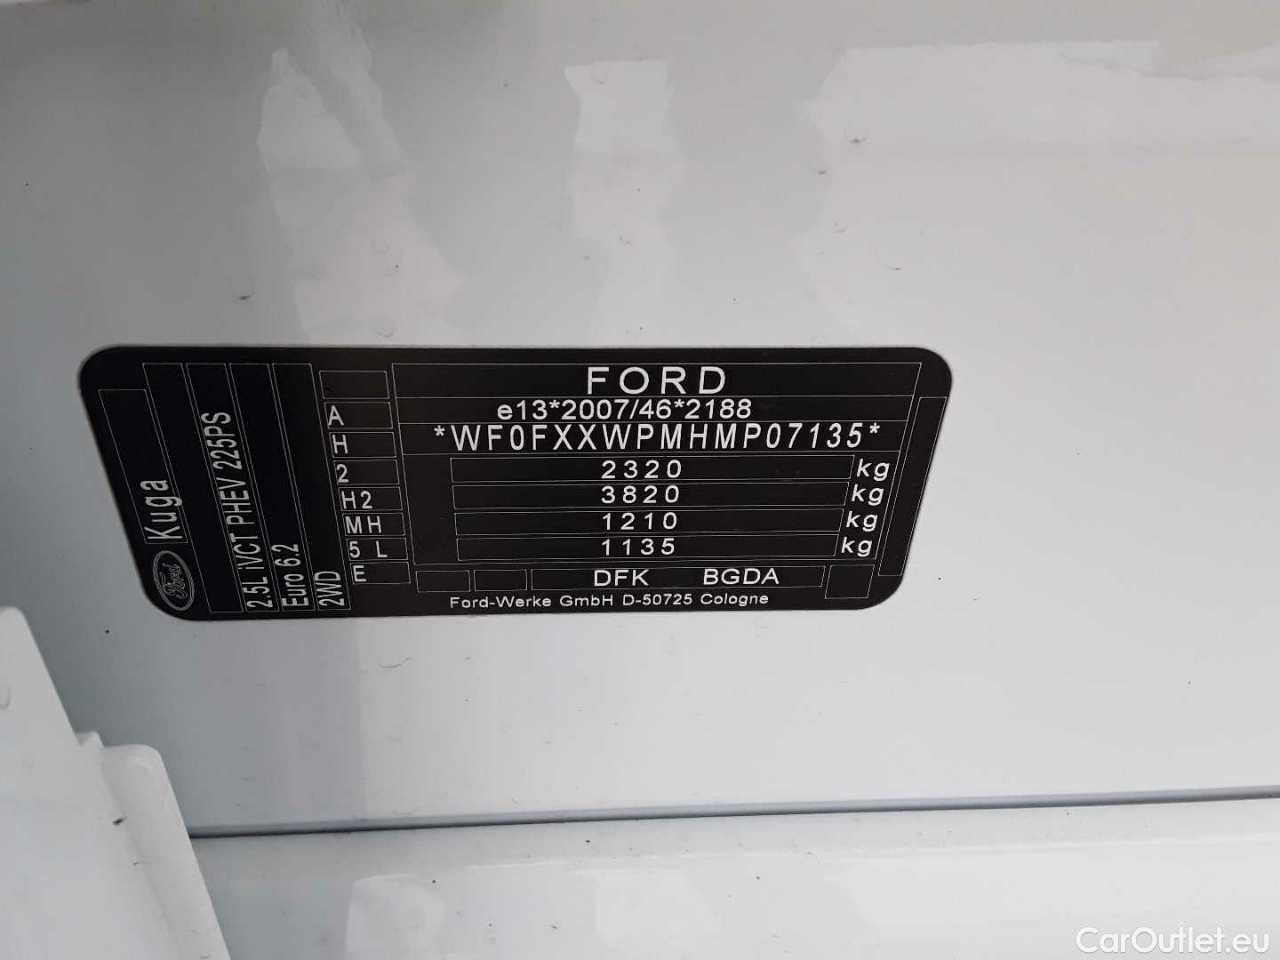 FORD
e13*2007/46*2188
*WF0FXXWPMHMP07135*
2320 kg
3820 kg
1210 kg
1135 kg
DFK BGDA
Ford-Werke GmbH D-50725 Cologne
A
H
2
H2
MH
5 L
E
Ford Kuga
2.5L iVCT PHEV 225PS
Euro 6.2
2WD
CarOutlet.eu